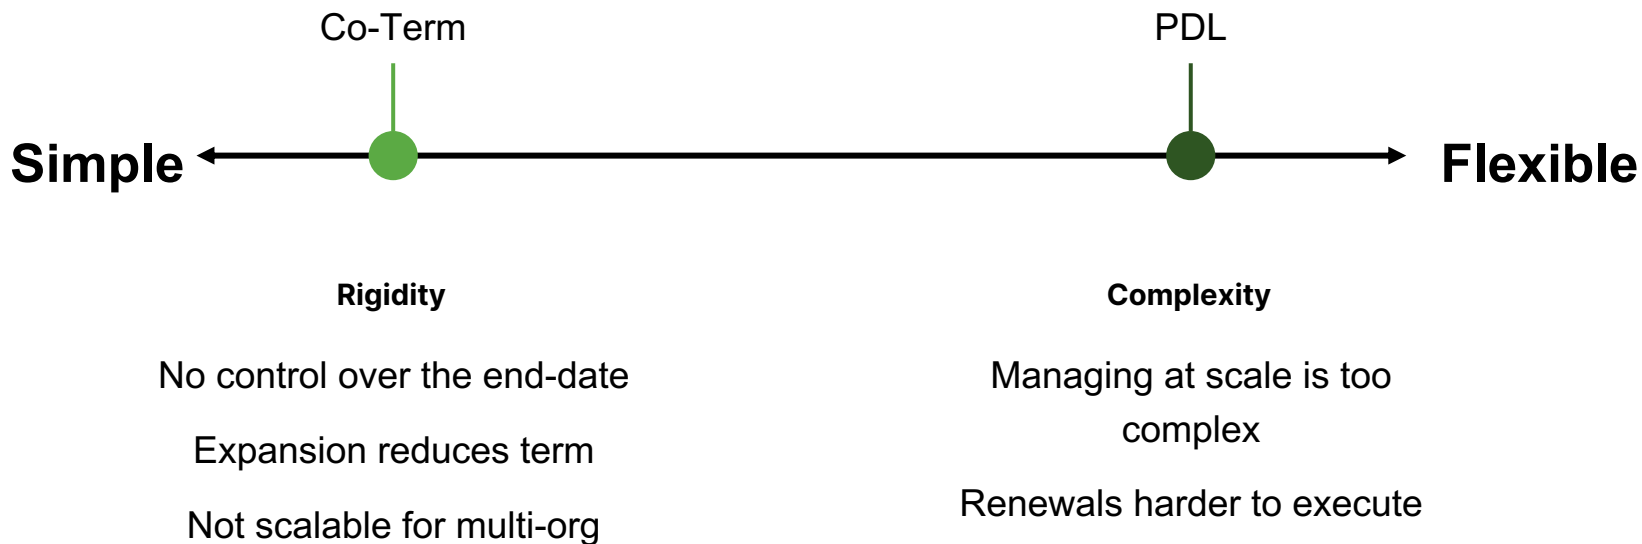 Co-Term
PDL
Simple
Flexible
Rigidity
No control over the end-date
Expansion reduces term
Not scalable for multi-org
Complexity
Managing at scale is too
complex
Renewals harder to execute